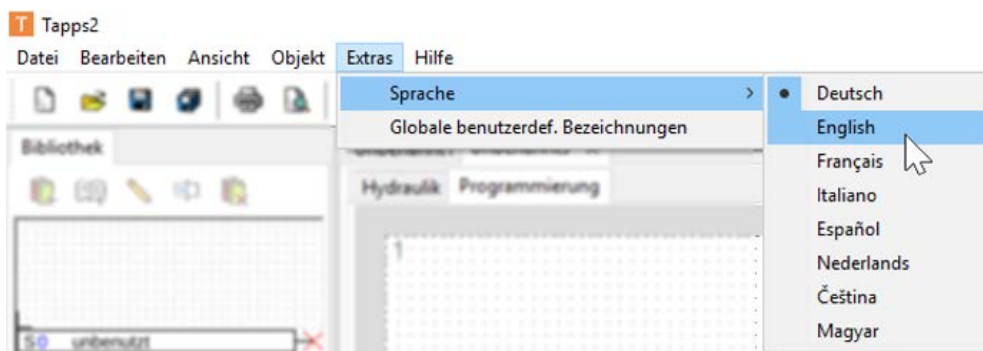 T Tapps2
Datei Bearbeiten Ansicht Objekt Extras Hilfe
Sprache > Deutsch
Globale benutzerdef. Bezeichnungen English
Bibliothek
Français
Hydraulik Programmierung
Italiano
Español
1
Nederlands
Čeština
S0 unbenutzt Magyar